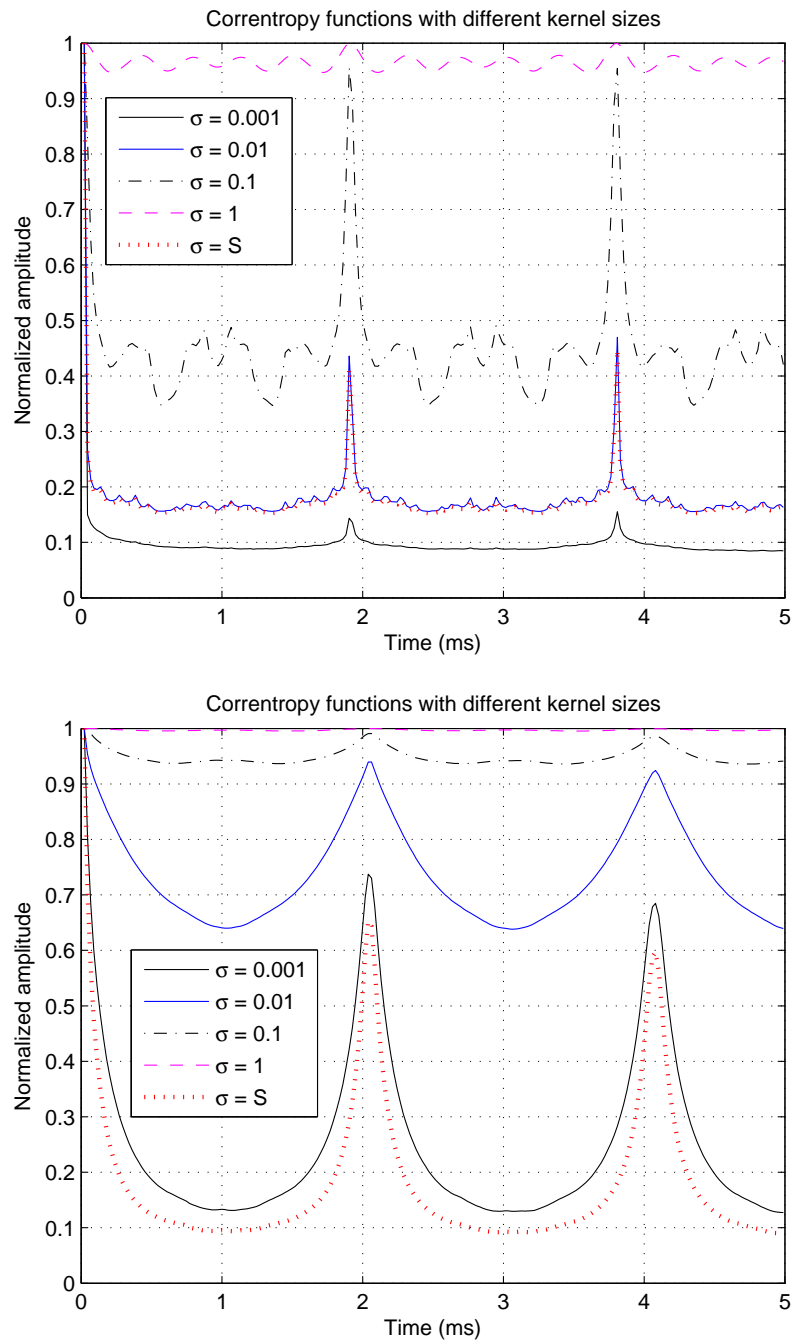 Correntropy functions with different kernel sizes
1
0.9
0.8
0.7
0.6
0.5
0.4
0.3
0.2
0.1
0
Normalized amplitude
σ = 0.001
σ = 0.01
σ = 0.1
σ = 1
σ = S
0 1 2 3 4 5
Time (ms)
Correntropy functions with different kernel sizes
1
0.9
0.8
0.7
0.6
0.5
0.4
0.3
0.2
0.1
0
Normalized amplitude
σ = 0.001
σ = 0.01
σ = 0.1
σ = 1
σ = S
0 1 2 3 4 5
Time (ms)